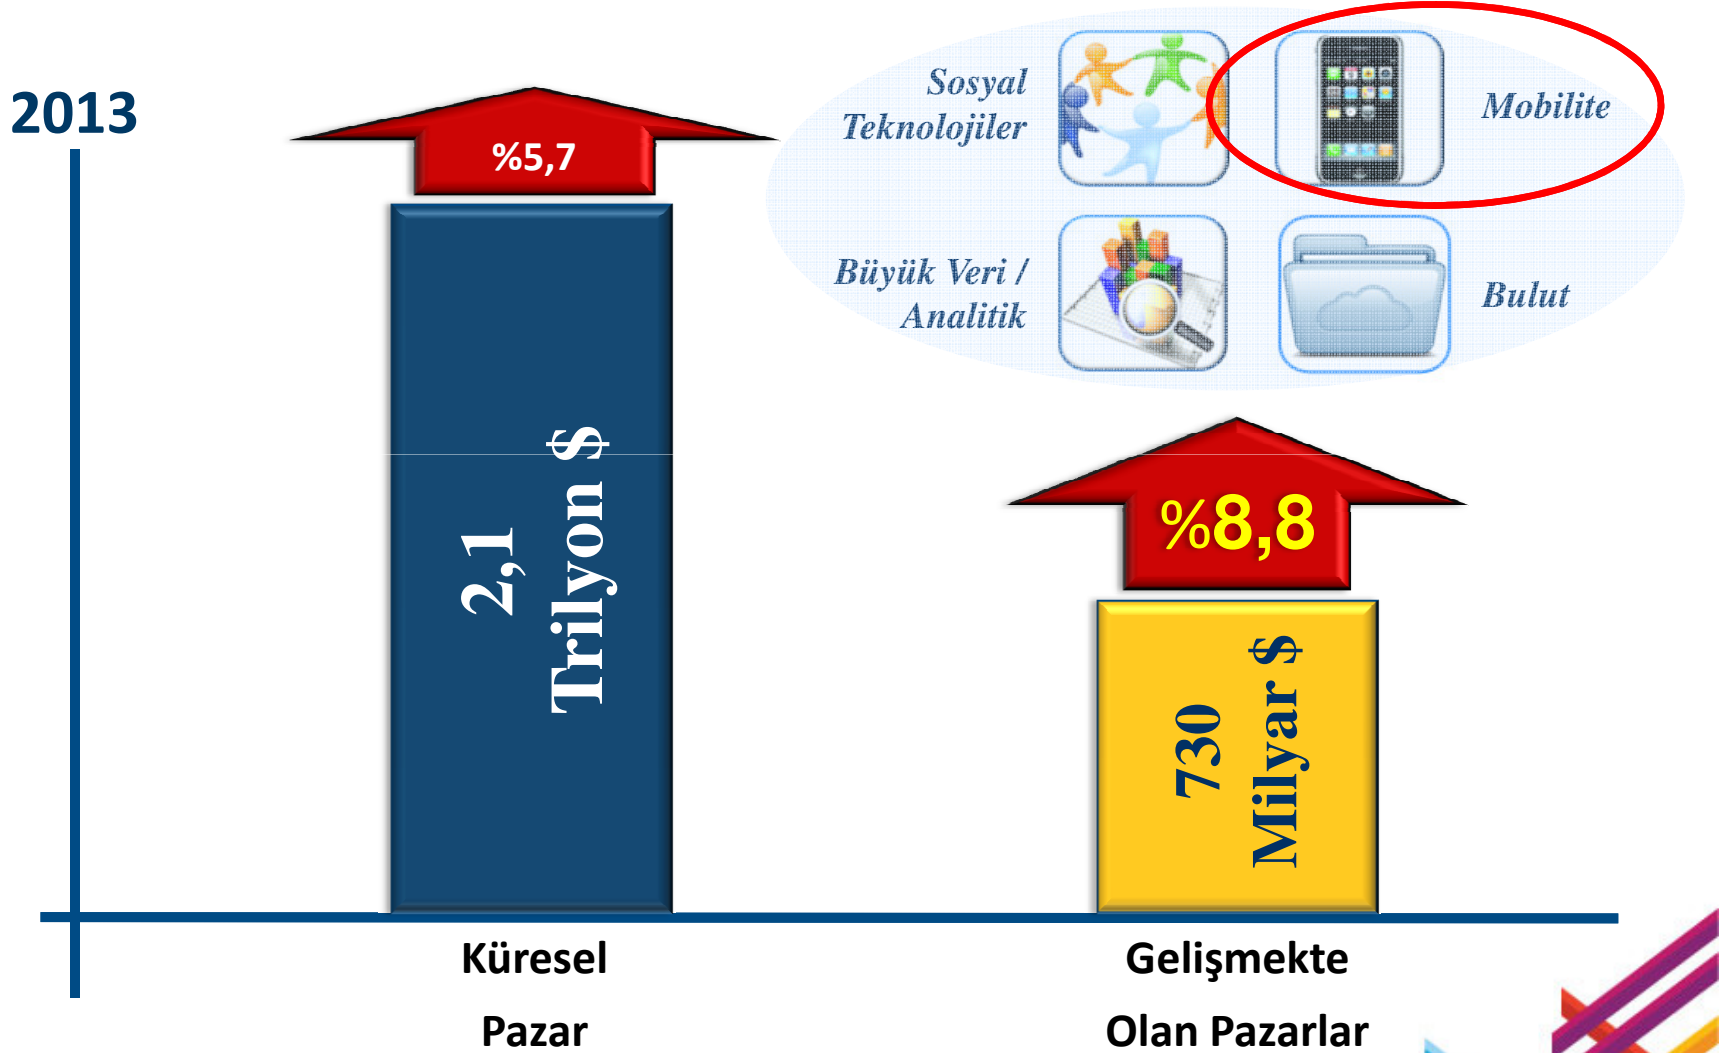 2013
%5,7
Sosyal
Teknolojiler
Mobilite
Büyük Veri /
Analitik
Bulut
2,1
Trilyon $
%8,8
730
Milyar $
Küresel
Pazar
Gelişmekte
Olan Pazarlar